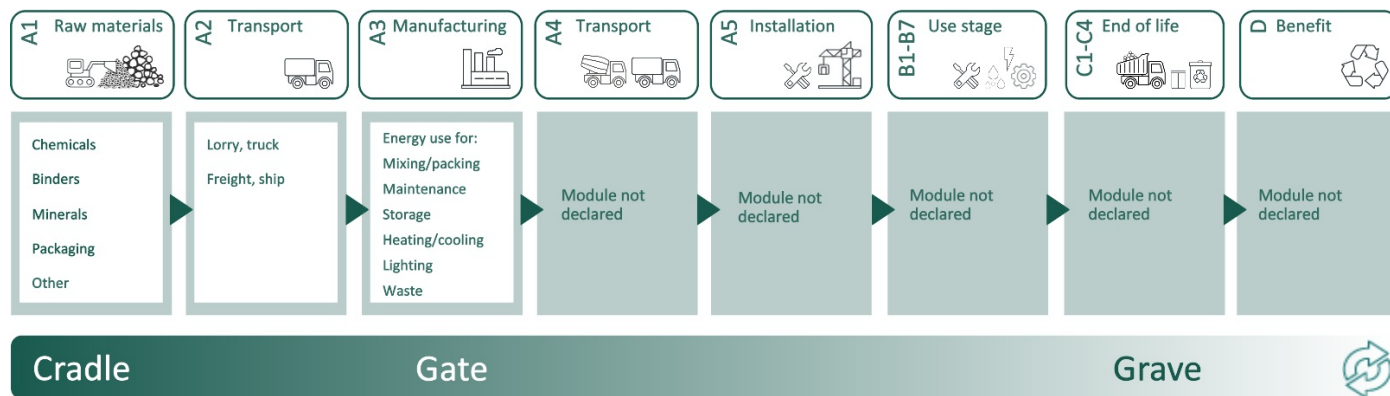 A1 Raw materials
A2 Transport
A3 Manufacturing
A4 Transport
A5 Installation
B1-B7 Use stage
C1-C4 End of life
D Benefit
Chemicals
Binders
Minerals
Packaging
Other
Lorry, truck
Freight, ship
Energy use for:
Mixing/packing
Maintenance
Storage
Heating/cooling
Lighting
Waste
Module not
declared
Module not
declared
Module not
declared
Module not
declared
Module not
declared
Cradle
Gate
Grave